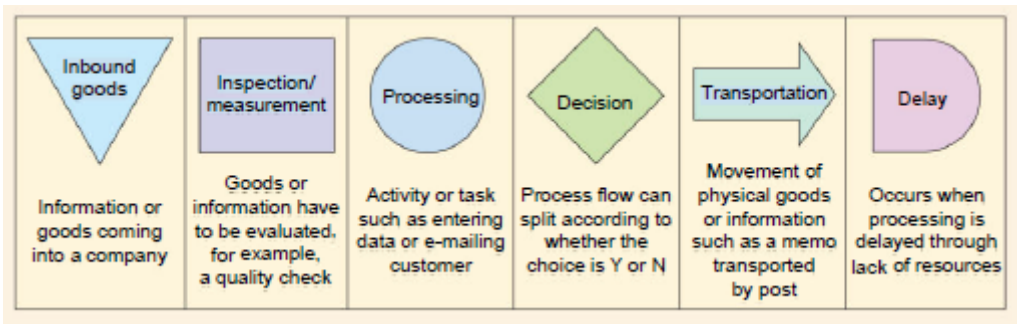 Inbound
goods
Inspection/
measurement
Processing
Decision
Transportation
Delay
Information or
goods coming
into a company
Goods or
information have
to be evaluated,
for example,
a quality check
Activity or task
such as entering
data or e-mailing
customer
Process flow can
split according to
whether the
choice is Y or N
Movement of
physical goods
or information
such as a memo
transported
by post
Occurs when
processing is
delayed through
lack of resources